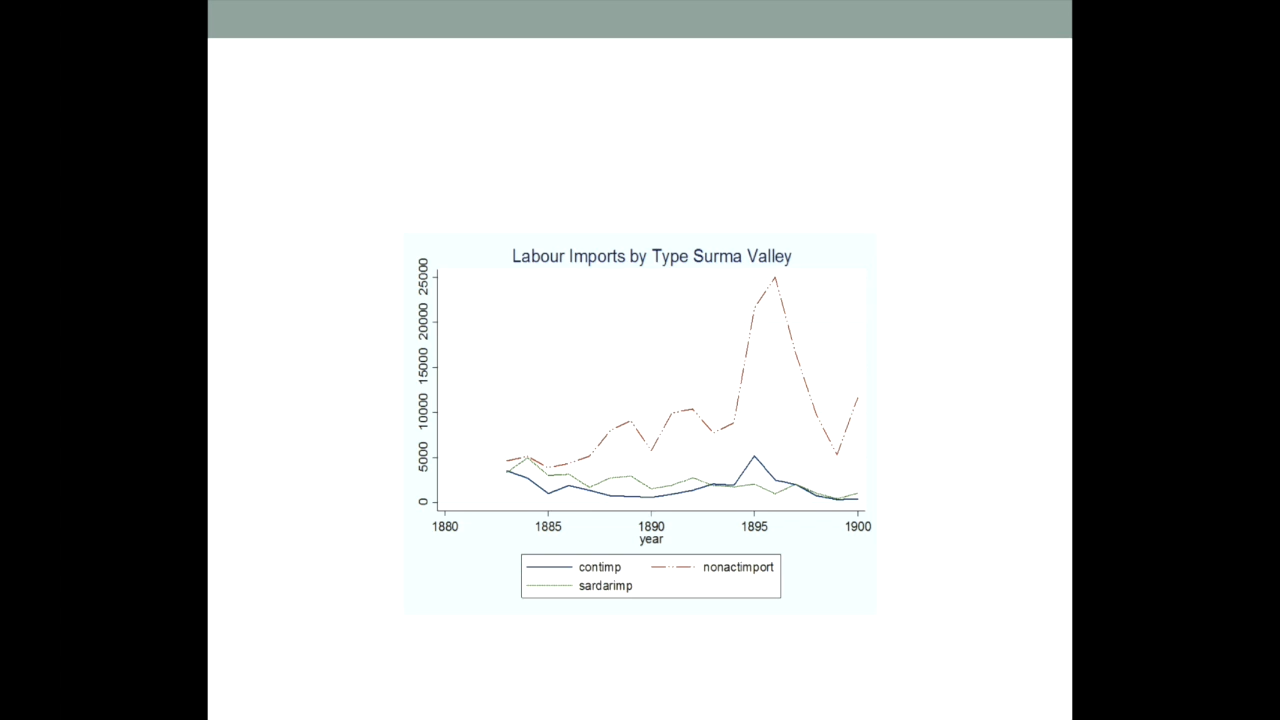 Labour Imports by Type Surma Valley
25000
20000
15000
10000
5000
0
1880 1885 1890 1895 1900
year
contimp nonactimport
sardarimp